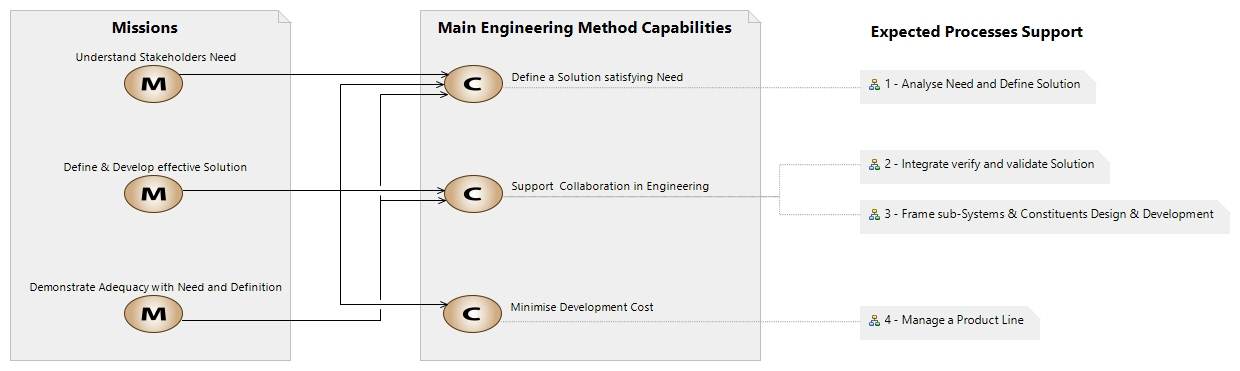 Missions
Understand Stakeholders Need
M
Define & Develop effective Solution
M
Demonstrate Adequacy with Need and Definition
M
Main Engineering Method Capabilities
C
Define a Solution satisfying Need
C
Support  Collaboration in Engineering
C
Minimise Development Cost
Expected Processes Support
1 - Analyse Need and Define Solution
2 - Integrate verify and validate Solution
3 - Frame sub-Systems & Constituents Design & Development
4 - Manage a Product Line